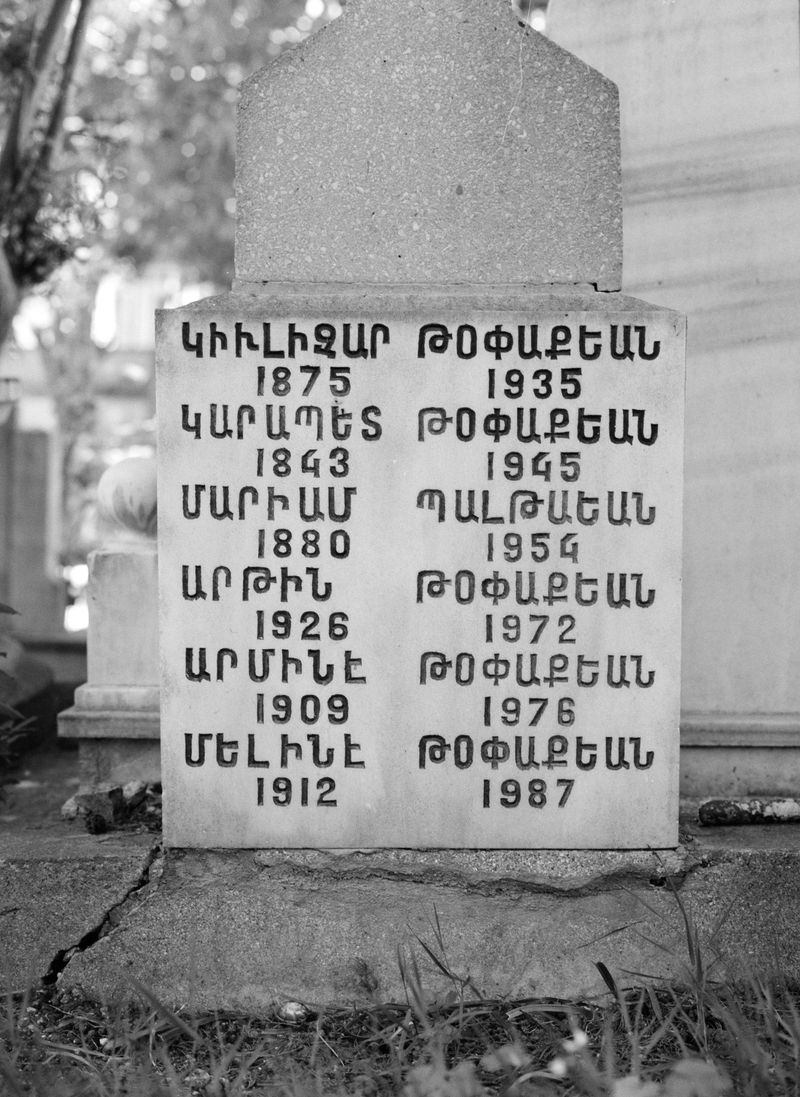 ԿԻՒԼԻԶԱՐ ԹՕՓԱՔԵԱՆ
1875 1935
ԿԱՐԱՊԵՏ ԹՕՓԱՔԵԱՆ
1843 1945
ՄԱՐԻԱՄ ՊԱԼԹԱԵԱՆ
1880 1954
ԱՐԹԻՆ ԹՕՓԱՔԵԱՆ
1926 1972
ԱՐՄԻՆԷ ԹՕՓԱՔԵԱՆ
1909 1976
ՄԵԼԻՆԷ ԹՕՓԱՔԵԱՆ
1912 1987